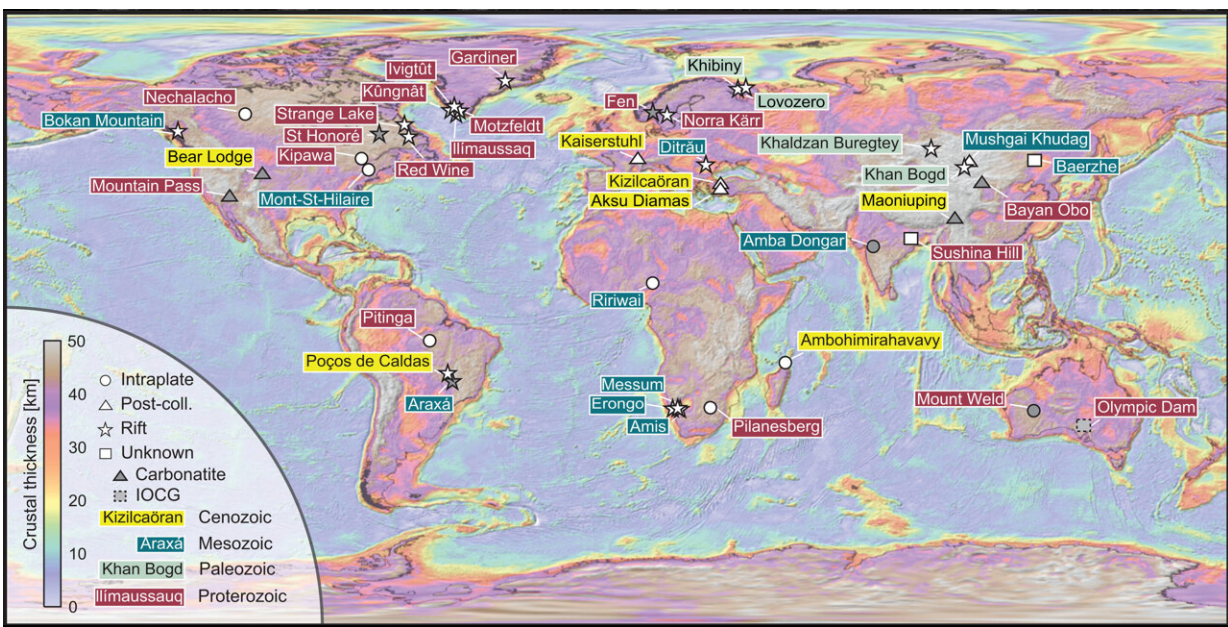 Gardiner
Ivigtût
Kûngnât
Khibiny
Nechalacho
Strange Lake
Fen
Lovozero
Bokan Mountain
St Honoré
Motzfeldt
Norra Kärr
Kaiserstuhl
Ditrău
Khaldzan Buregtey
Mushgai Khudag
Bear Lodge
Kipawa
Ilímaussaq
Baerzhe
Red Wine
Khan Bogd
Mountain Pass
Kizilcaöran
Mont-St-Hilaire
Aksu Diamas
Maoniuping
Bayan Obo
Amba Dongar
Sushina Hill
Ririwai
Pitinga
Ambohimirahavavy
Poços de Caldas
Messum
Araxá
Erongo
Mount Weld
Olympic Dam
Amis
Pilanesberg
Crustal thickness [km]
50
40
30
20
10
0
Intraplate
Post-coll.
Rift
Unknown
Carbonatite
IOCG
Kizilcaöran Cenozoic
Araxá Mesozoic
Khan Bogd Paleozoic
Ilímaussauq Proterozoic